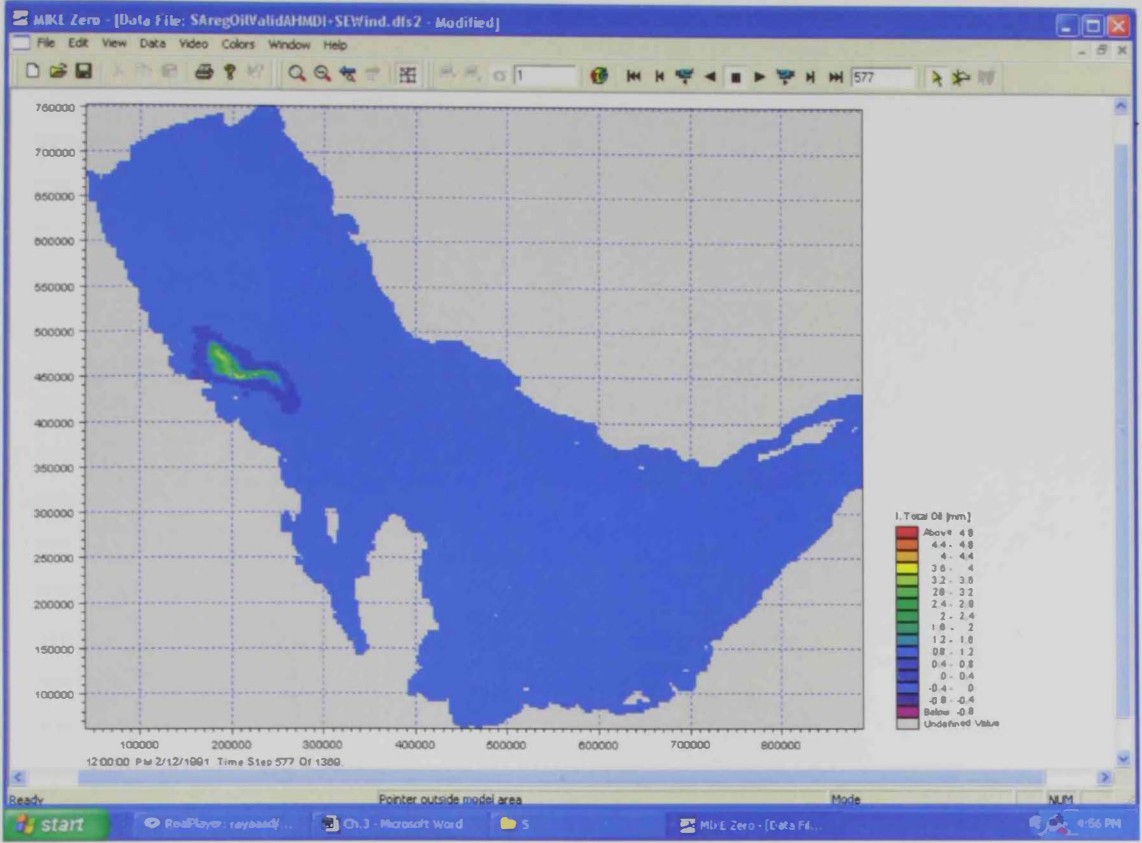 MIKE Zero - [Data File: SAregOilValidAHMDI+SEWind.dfs2 - Modified]
File Edit View Data Video Colors Window Help
1
577
760000
700000
650000
600000
550000
500000
450000
400000
350000
300000
250000
200000
150000
100000
100000 200000 300000 400000 500000 600000 700000 800000
12:00:00 PM 2/12/1991 Time Step 577 Of 1369.
1. Total Oil [mm]
Above 4.8
4.4 - 4.8
4 - 4.4
3.6 - 4
3.2 - 3.6
2.8 - 3.2
2.4 - 2.8
2 - 2.4
1.6 - 2
1.2 - 1.6
0.8 - 1.2
0.4 - 0.8
0 - 0.4
-0.4 - 0
-0.8 - -0.4
Below -0.8
Undefined Value
Ready
Pointer outside model area
Mode
NUM
start
RealPlayer:
Ch.3 - Microsoft Word
5
MIKE Zero - [Data Fil...
4:56 PM